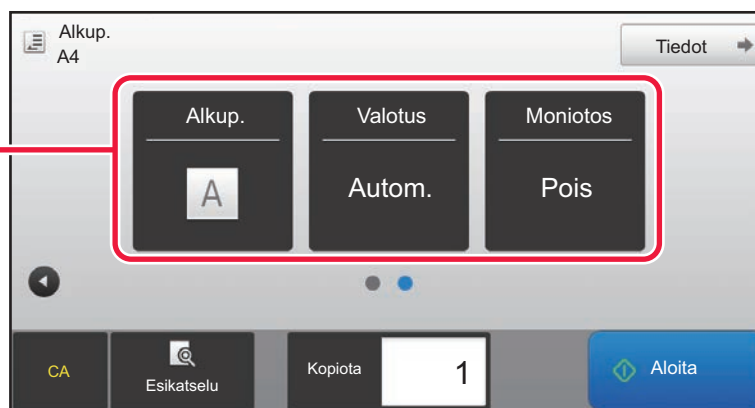 Alkup.
A4
Tiedot
Alkup.
Valotus
Moniotos
A
Autom.
Pois
CA
Esikatselu
Kopiota
1
Aloita